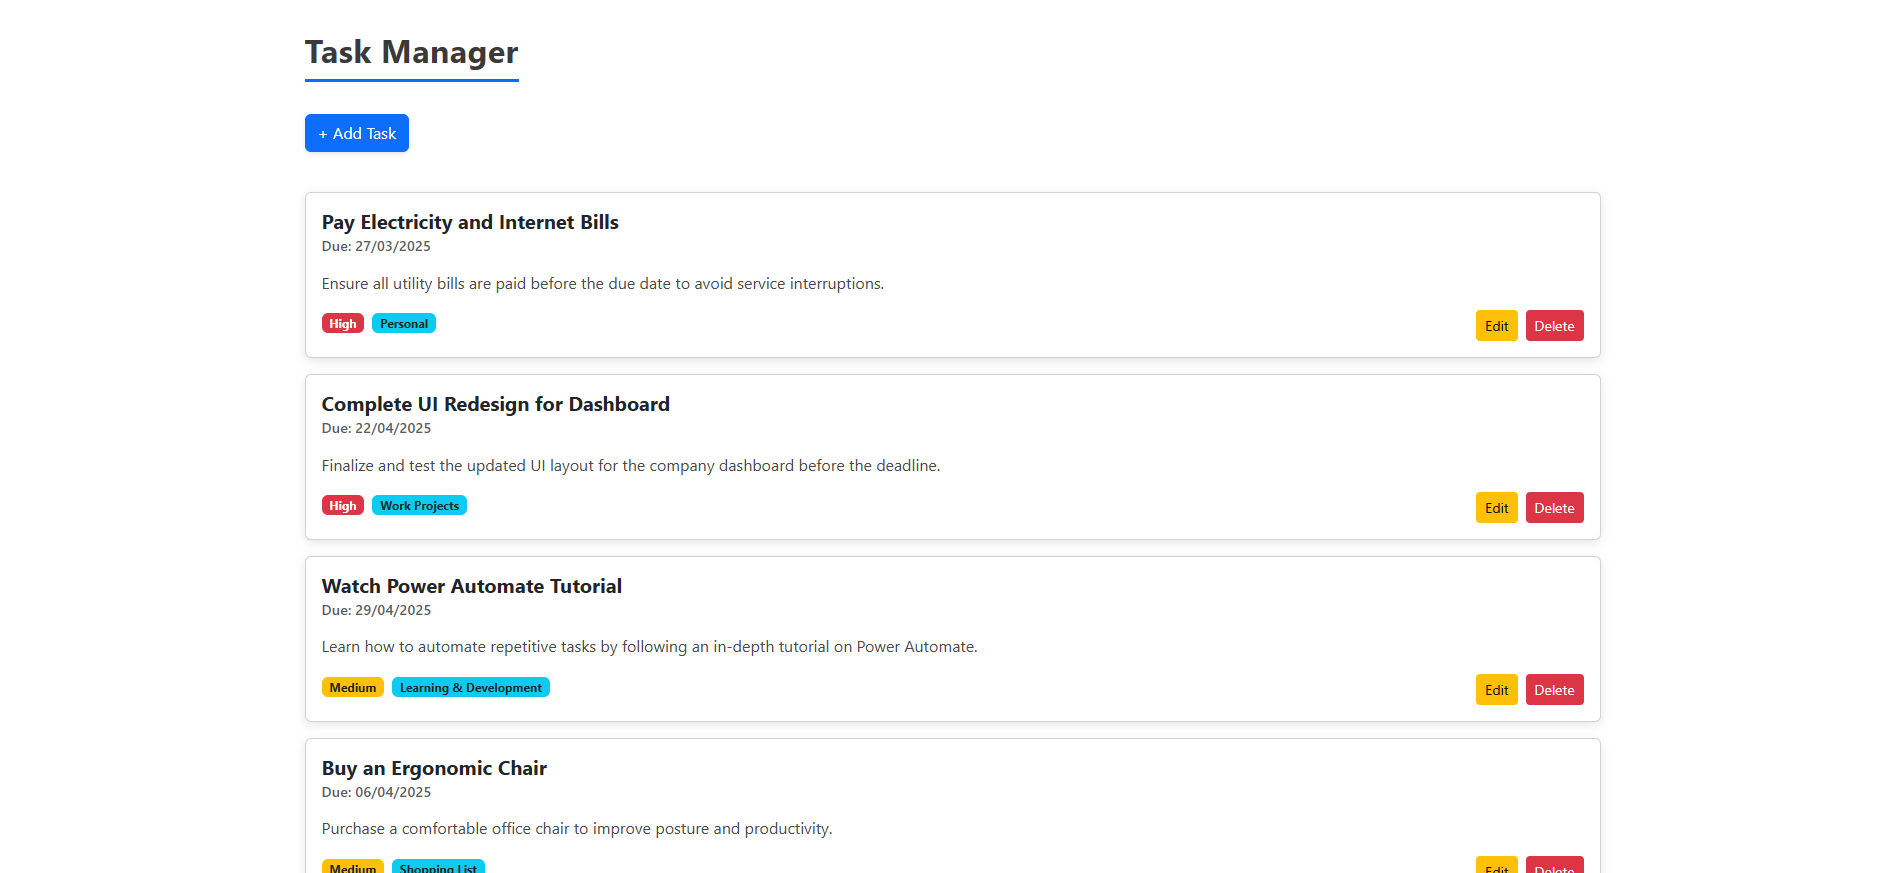 Task Manager
+ Add Task
Pay Electricity and Internet Bills
Due: 27/03/2025
Ensure all utility bills are paid before the due date to avoid service interruptions.
High Personal Edit Delete
Complete UI Redesign for Dashboard
Due: 22/04/2025
Finalize and test the updated UI layout for the company dashboard before the deadline.
High Work Projects Edit Delete
Watch Power Automate Tutorial
Due: 29/04/2025
Learn how to automate repetitive tasks by following an in-depth tutorial on Power Automate.
Medium Learning & Development Edit Delete
Buy an Ergonomic Chair
Due: 06/04/2025
Purchase a comfortable office chair to improve posture and productivity.
Medium Shopping List Edit Delete